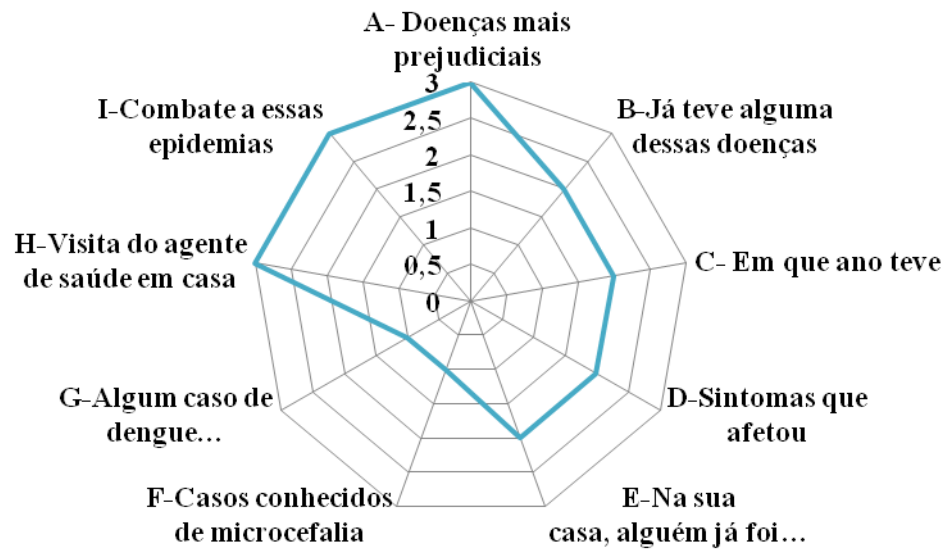 A- Doenças mais
prejudiciais
3
2,5
2
1,5
1
0,5
0
B-Já teve alguma
dessas doenças
C- Em que ano teve
D-Sintomas que
afetou
E-Na sua
casa, alguém já foi...
F-Casos conhecidos
de microcefalia
G-Algum caso de
dengue...
H-Visita do agente
de saúde em casa
I-Combate a essas
epidemias